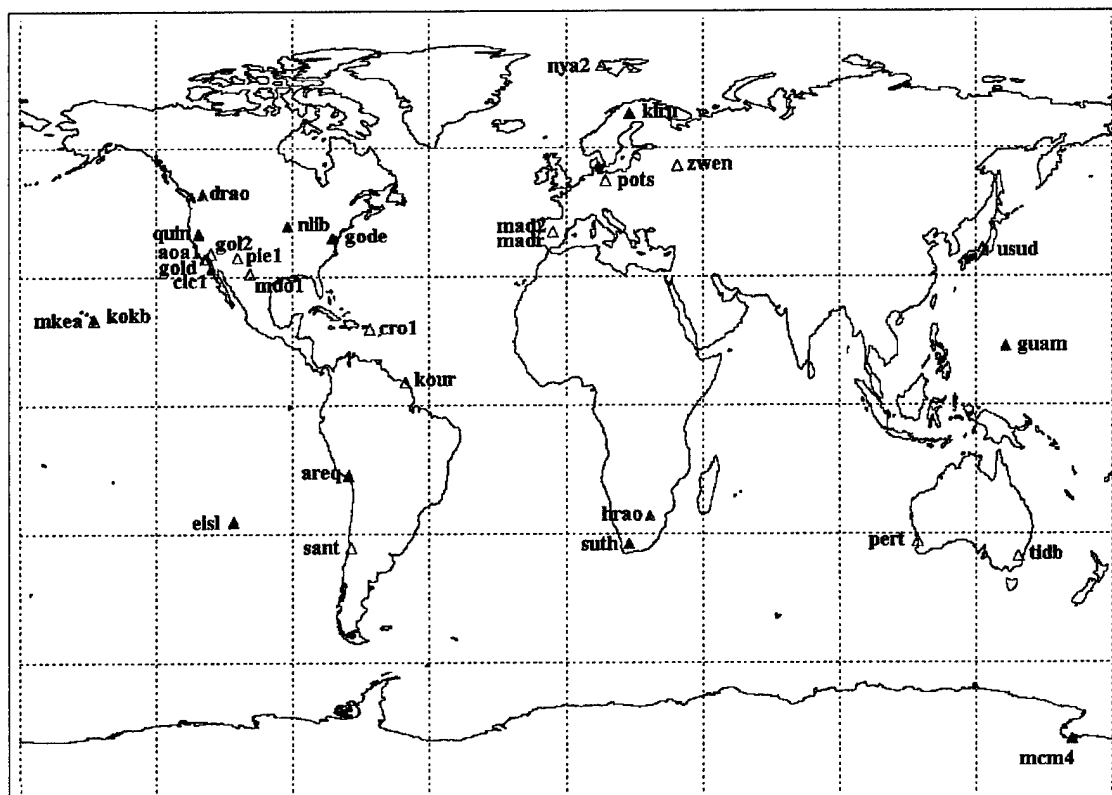 nya2
kiru
zwen
pots
drao
mad2
madr
nlib
quin
gode
gol2
pie1
usud
aoa1
gold
mdo1
clc1
mkea
kokb
cro1
guam
kour
areq
hrao
eisl
suth
pert
sant
tidb
mcm4